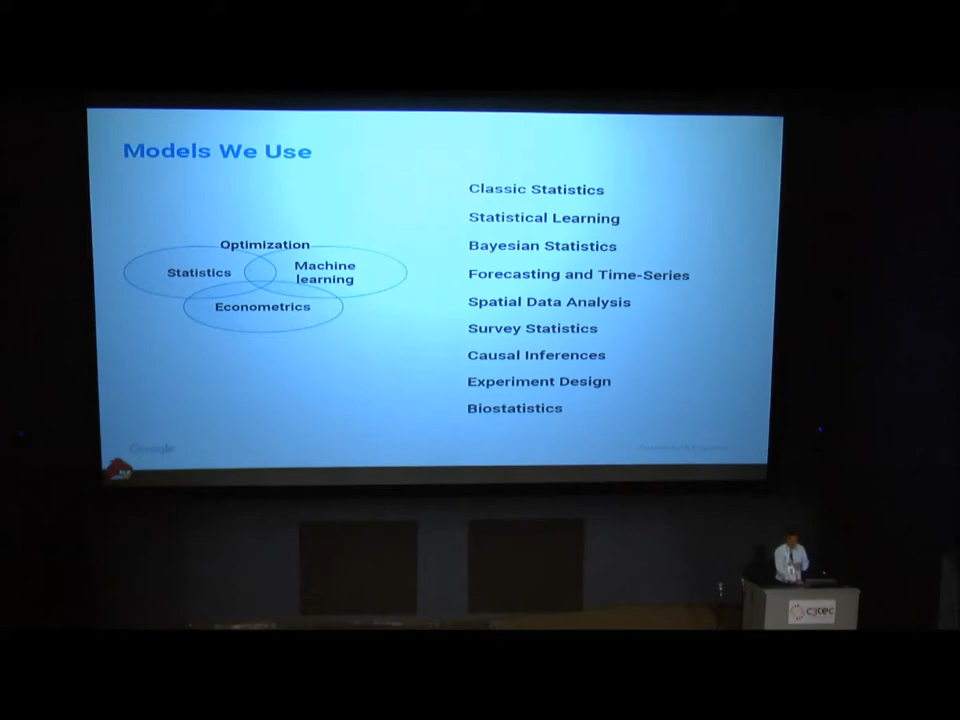 Models We Use
Optimization
Statistics
Machine
learning
Econometrics
Classic Statistics
Statistical Learning
Bayesian Statistics
Forecasting and Time-Series
Spatial Data Analysis
Survey Statistics
Causal Inferences
Experiment Design
Biostatistics
Google